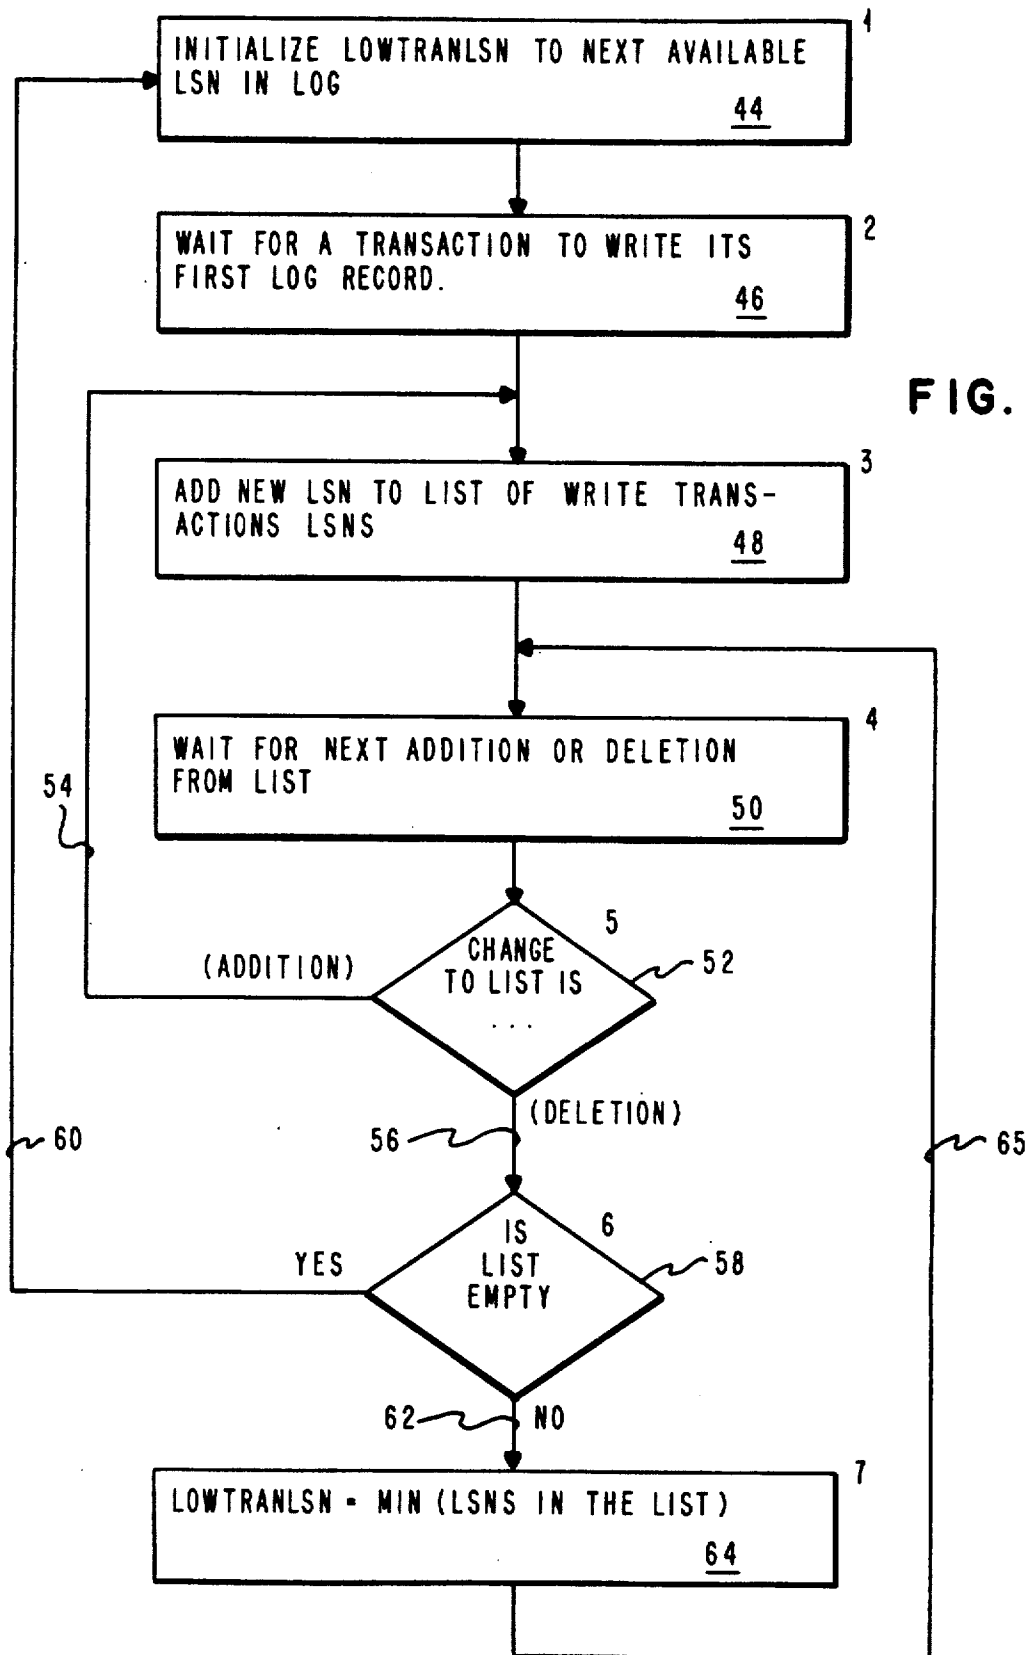 1
INITIALIZE LOWTRANLSN TO NEXT AVAILABLE
LSN IN LOG
44
2
WAIT FOR A TRANSACTION TO WRITE ITS
FIRST LOG RECORD.
46
FIG.
3
ADD NEW LSN TO LIST OF WRITE TRANS-
ACTIONS LSNS
48
4
WAIT FOR NEXT ADDITION OR DELETION
FROM LIST
50
54
5
CHANGE
TO LIST IS
...
52
(ADDITION)
(DELETION)
56
60
65
6
IS
LIST
EMPTY
58
YES
62
NO
7
LOWTRANLSN = MIN (LSNS IN THE LIST)
64